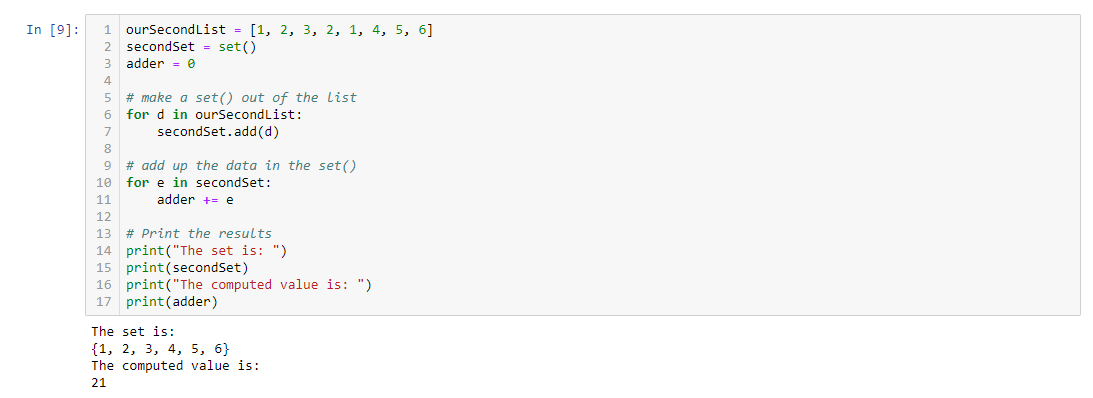 In [9]:
1 ourSecondList = [1, 2, 3, 2, 1, 4, 5, 6]
2 secondSet = set()
3 adder = 0
4
5 # make a set() out of the list
6 for d in ourSecondList:
7     secondSet.add(d)
8
9 # add up the data in the set()
10 for e in secondSet:
11     adder += e
12
13 # Print the results
14 print("The set is: ")
15 print(secondSet)
16 print("The computed value is: ")
17 print(adder)
The set is:
{1, 2, 3, 4, 5, 6}
The computed value is:
21